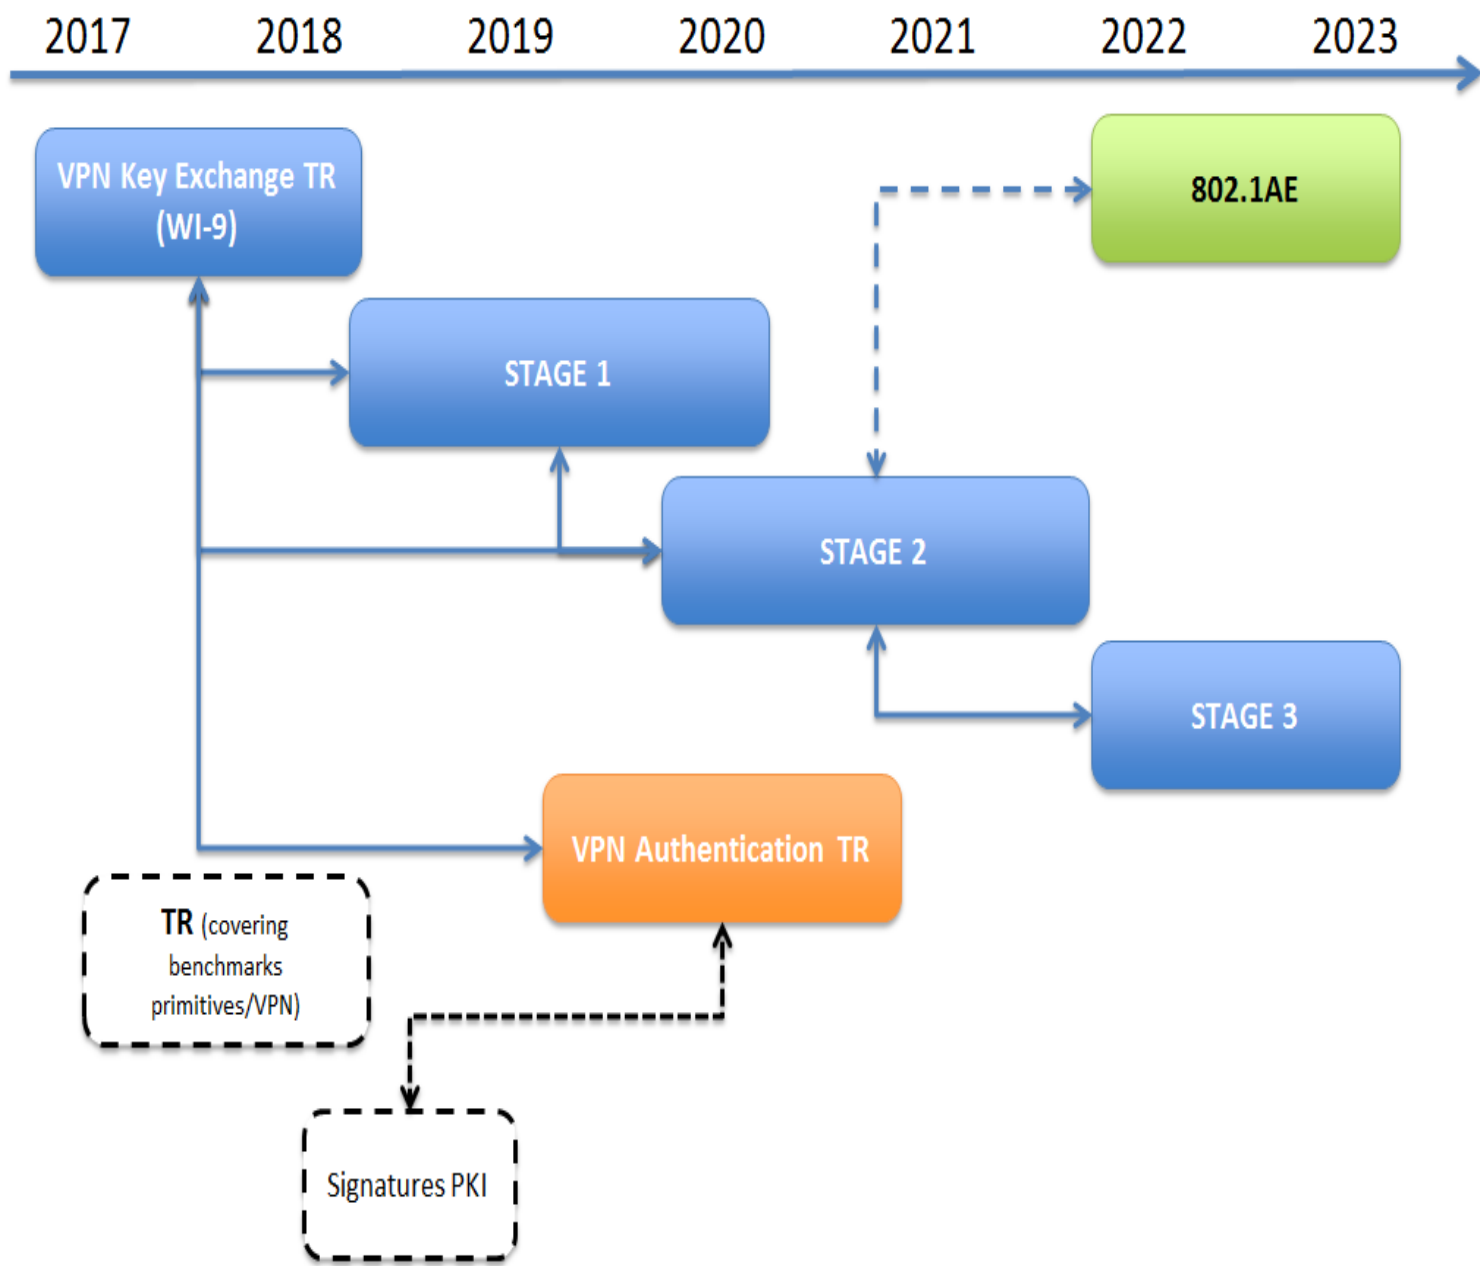 2017 2018 2019 2020 2021 2022 2023
VPN Key Exchange TR
(WI-9)
802.1AE
STAGE 1
STAGE 2
STAGE 3
VPN Authentication TR
TR (covering
benchmarks
primitives/VPN)
Signatures PKI